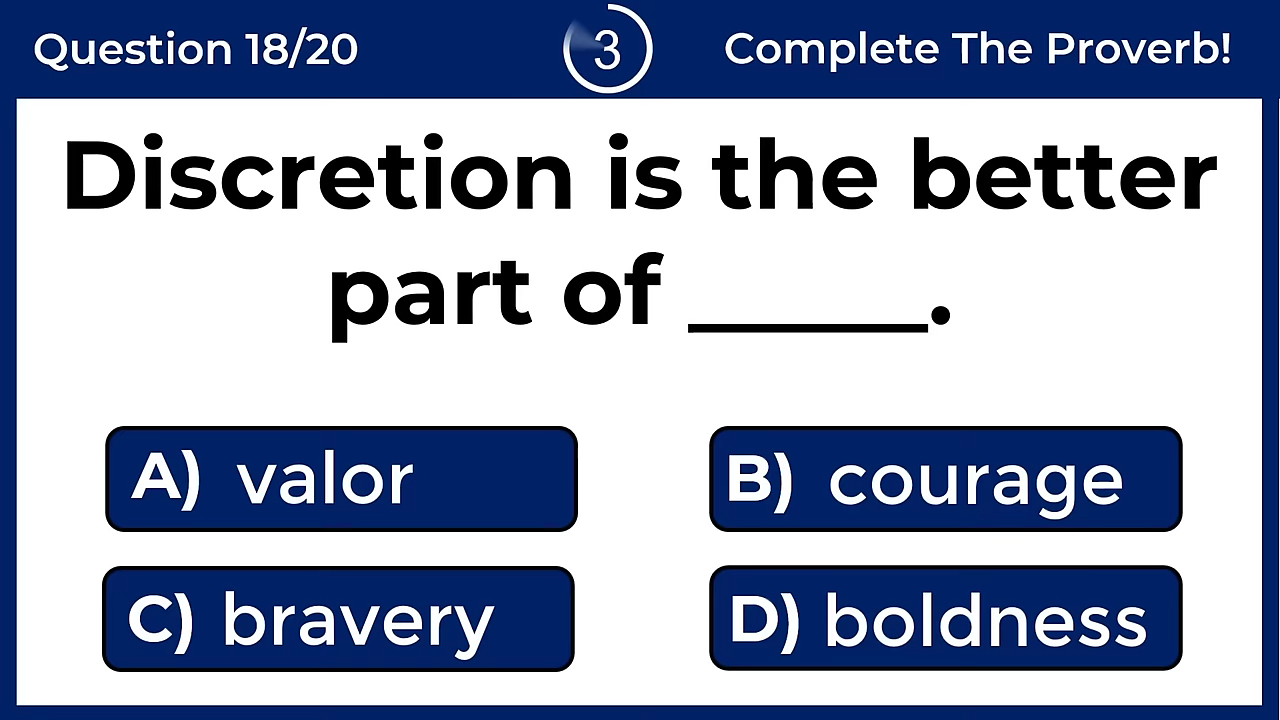 Question 18/20
3
Complete The Proverb!
Discretion is the better
part of _____.
A) valor
B) courage
C) bravery
D) boldness